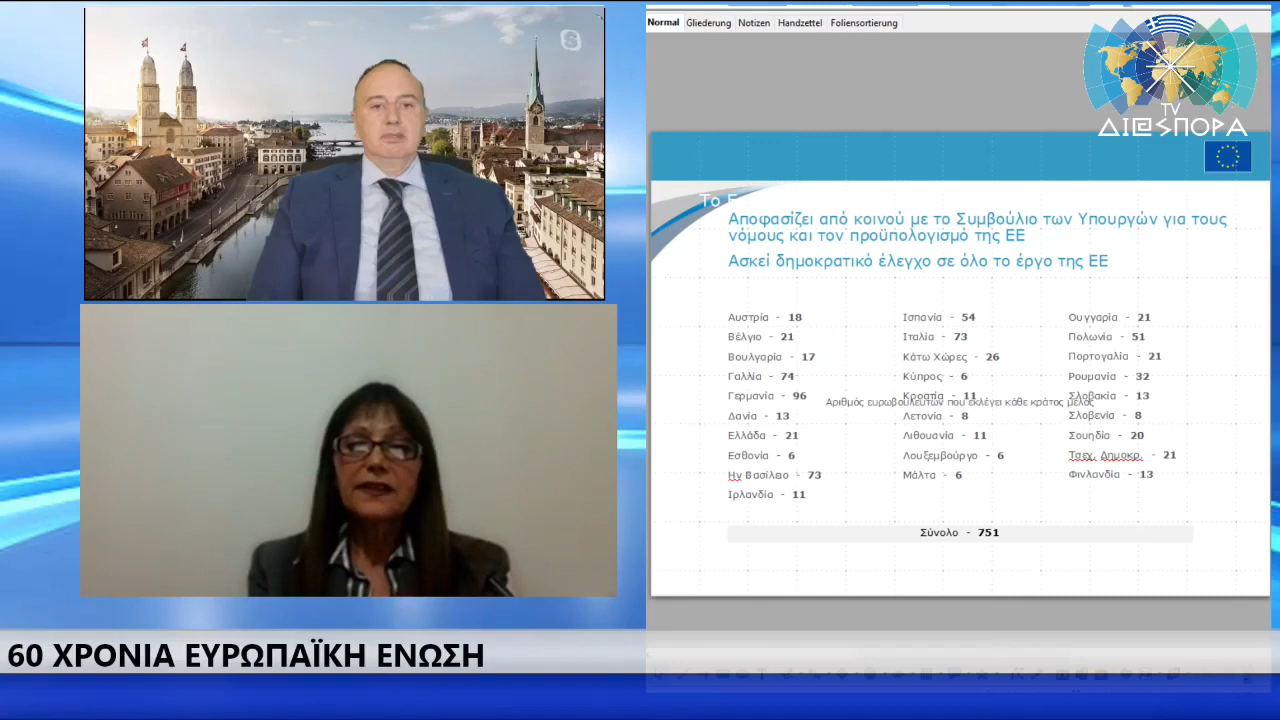 Normal Gliederung Notizen Handzettel Foliensortierung
TV
ΔΙ@ΣΠΟΡΑ
Το Ε
Αποφασίζει από κοινού με το Συμβούλιο των Υπουργών για τους
νόμους και τον προϋπολογισμό της ΕΕ
Ασκεί δημοκρατικό έλεγχο σε όλο το έργο της ΕΕ
Αυστρία - 18
Βέλγιο - 21
Βουλγαρία - 17
Γαλλία - 74
Γερμανία - 96
Δανία - 13
Ελλάδα - 21
Εσθονία - 6
Ην Βασίλειο - 73
Ιρλανδία - 11
Ισπανία - 54
Ιταλία - 73
Κάτω Χώρες - 26
Κύπρος - 6
Κροατία - 11
Αριθμός ευρωβουλευτών που εκλέγει κάθε κράτος μέλος
Λετονία - 8
Λιθουανία - 11
Λουξεμβούργο - 6
Μάλτα - 6
Ουγγαρία - 21
Πολωνία - 51
Πορτογαλία - 21
Ρουμανία - 32
Σλοβακία - 13
Σλοβενία - 8
Σουηδία - 20
Τσεχ. Δημοκρ. - 21
Φινλανδία - 13
Σύνολο - 751
60 ΧΡΟΝΙΑ ΕΥΡΩΠΑΪΚΗ ΕΝΩΣΗ